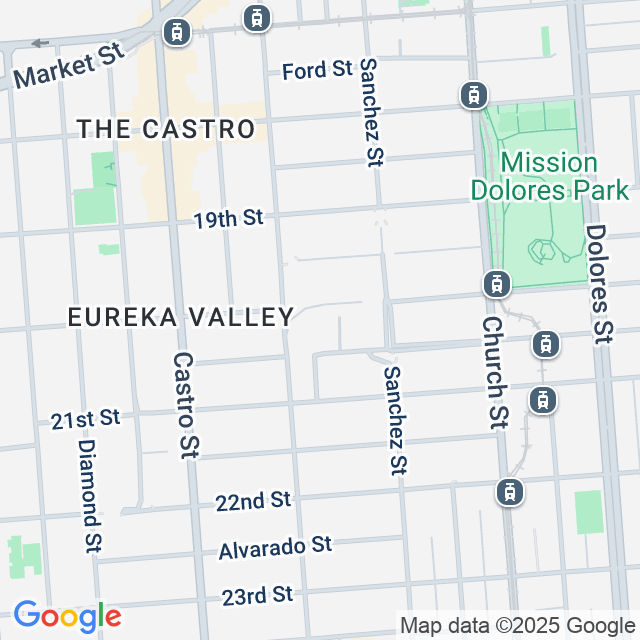 Market St
Ford St
Sanchez St
THE CASTRO
Mission
Dolores Park
19th St
Dolores St
EUREKA VALLEY
Church St
Castro St
Sanchez St
21st St
Diamond St
22nd St
Alvarado St
23rd St
Google
Map data ©2025 Google